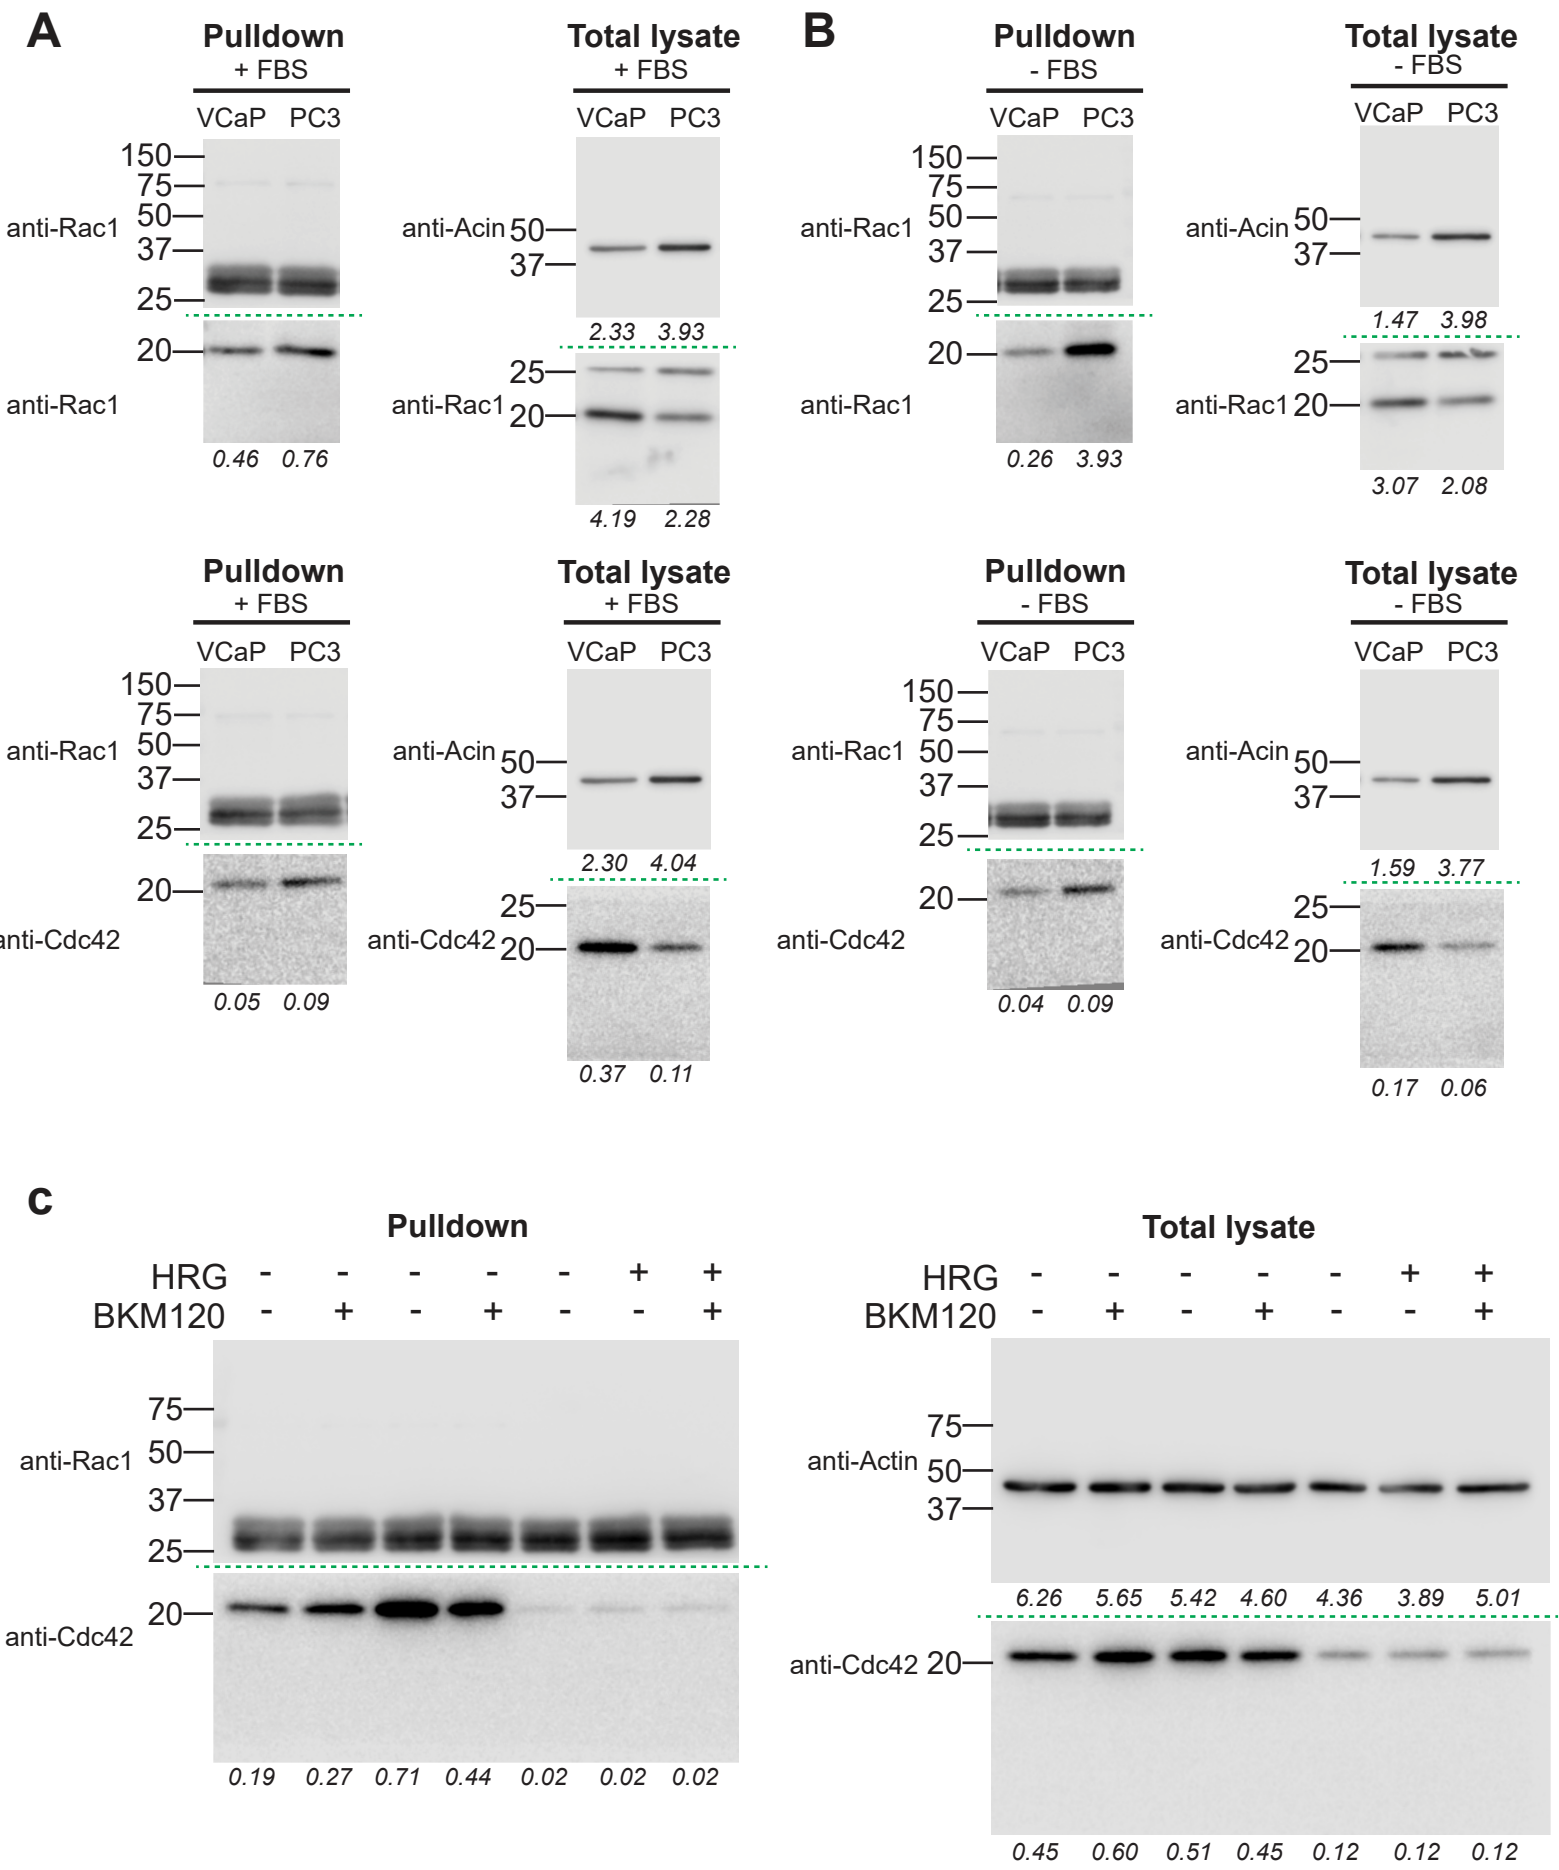 A
Pulldown
+ FBS
VCaP PC3
150
75
anti-Rac1
50
37
25
20
anti-Rac1
0.46 0.76
Total lysate
+ FBS
VCaP PC3
anti-Acin 50
37
2.33 3.93
25
anti-Rac1 20
4.19 2.28
B
Pulldown
- FBS
VCaP PC3
150
75
anti-Rac1
50
37
25
20
anti-Rac1
0.26 3.93
Total lysate
- FBS
VCaP PC3
anti-Acin 50
37
1.47 3.98
25
anti-Rac1 20
3.07 2.08
Pulldown
+ FBS
VCaP PC3
150
75
anti-Rac1 50
37
25
20
anti-Cdc42
0.05 0.09
Total lysate
+ FBS
VCaP PC3
anti-Acin 50
37
2.30 4.04
25
anti-Cdc42 20
0.37 0.11
Pulldown
- FBS
VCaP PC3
150
75
anti-Rac1 50
37
25
20
anti-Cdc42
0.04 0.09
Total lysate
- FBS
VCaP PC3
anti-Acin 50
37
1.59 3.77
25
anti-Cdc42 20
0.17 0.06
c
Pulldown
HRG - - - - - + +
BKM120 - + - + - - +
75
anti-Rac1 50
37
25
20
anti-Cdc42
0.19 0.27 0.71 0.44 0.02 0.02 0.02
Total lysate
HRG - - - - - + +
BKM120 - + - + - - +
75
anti-Actin 50
37
6.26 5.65 5.42 4.60 4.36 3.89 5.01
anti-Cdc42 20
0.45 0.60 0.51 0.45 0.12 0.12 0.12